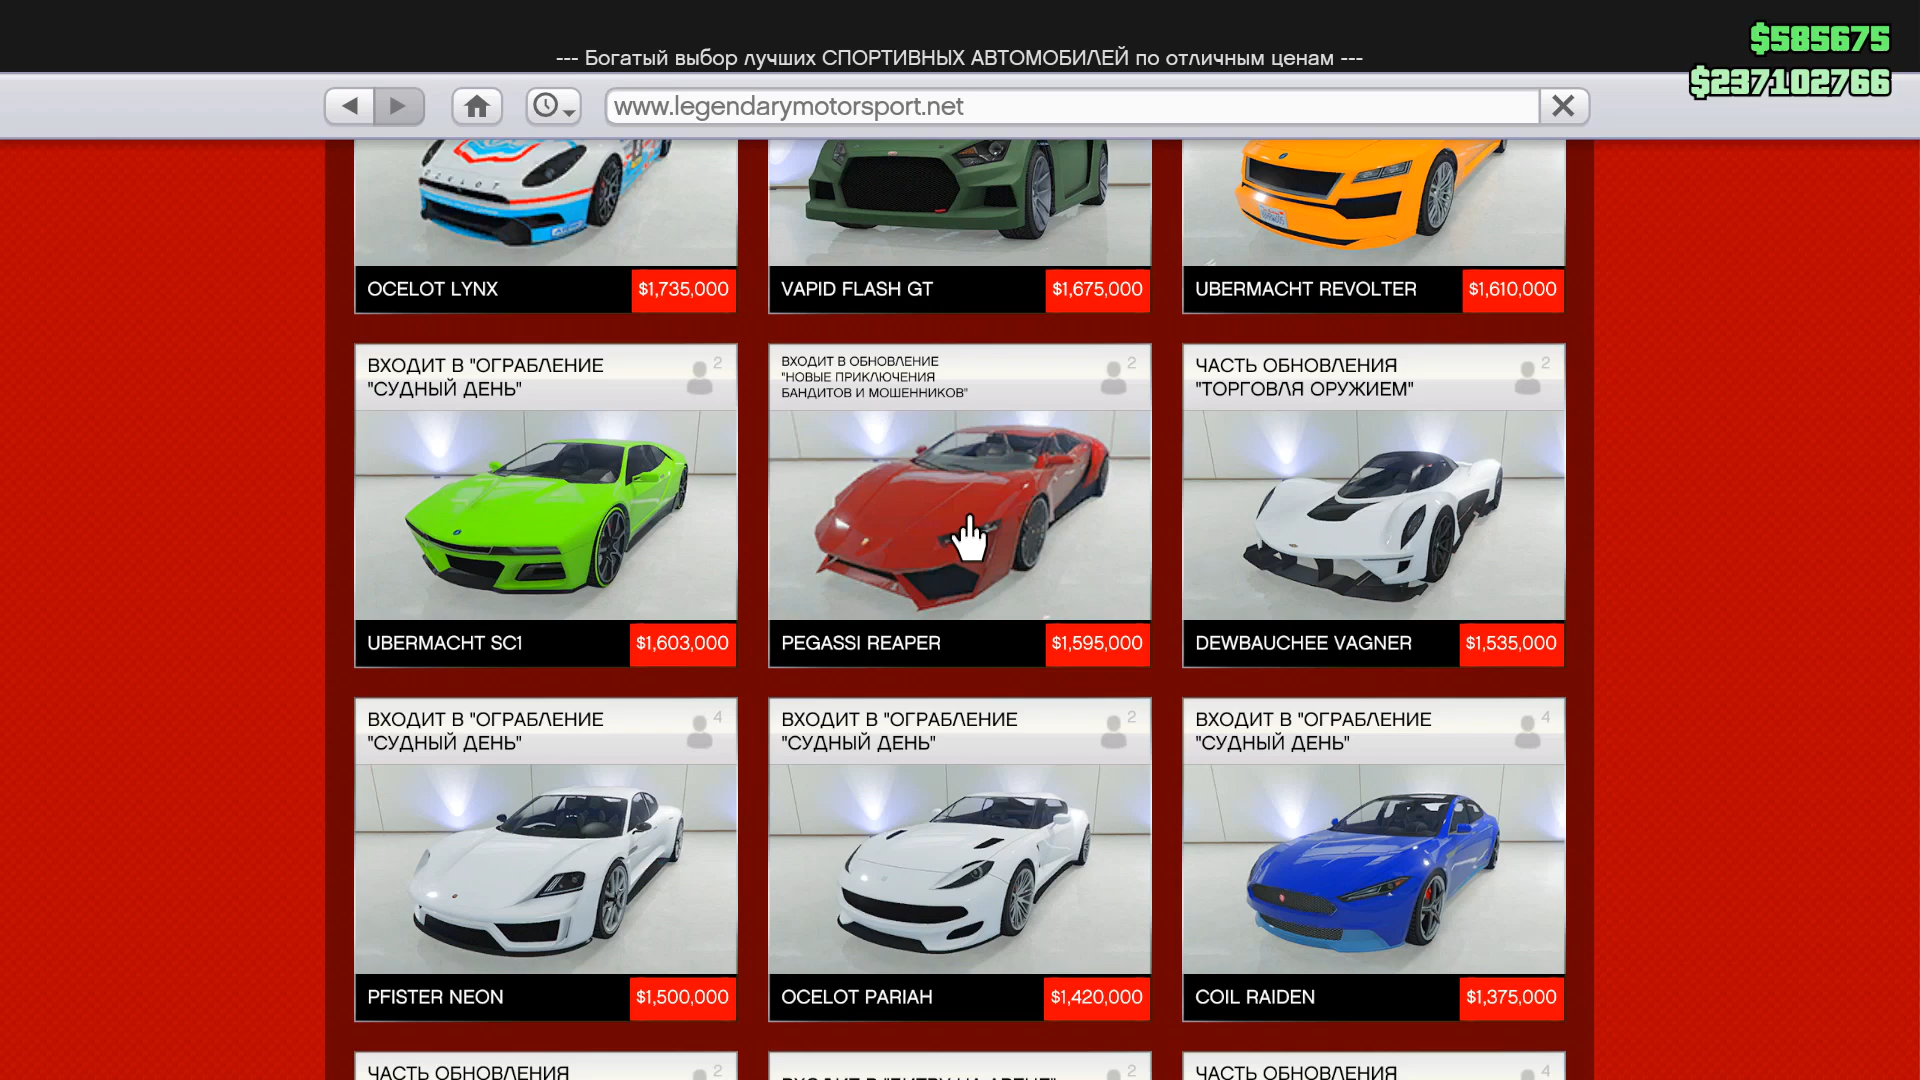 --- Богатый выбор лучших СПОРТИВНЫХ АВТОМОБИЛЕЙ по отличным ценам ---
$585675
$237102766
www.legendarymotorsport.net
OCELOT LYNX $1,735,000
VAPID FLASH GT $1,675,000
UBERMACHT REVOLTER $1,610,000
ВХОДИТ В "ОГРАБЛЕНИЕ
"СУДНЫЙ ДЕНЬ"
2
UBERMACHT SC1 $1,603,000
ВХОДИТ В ОБНОВЛЕНИЕ
"НОВЫЕ ПРИКЛЮЧЕНИЯ
БАНДИТОВ И МОШЕННИКОВ"
2
PEGASSI REAPER $1,595,000
ЧАСТЬ ОБНОВЛЕНИЯ
"ТОРГОВЛЯ ОРУЖИЕМ"
2
DEWBAUCHEE VAGNER $1,535,000
ВХОДИТ В "ОГРАБЛЕНИЕ
"СУДНЫЙ ДЕНЬ"
4
PFISTER NEON $1,500,000
ВХОДИТ В "ОГРАБЛЕНИЕ
"СУДНЫЙ ДЕНЬ"
2
OCELOT PARIAH $1,420,000
ВХОДИТ В "ОГРАБЛЕНИЕ
"СУДНЫЙ ДЕНЬ"
4
COIL RAIDEN $1,375,000
ЧАСТЬ ОБНОВЛЕНИЯ
2
ВХОДИТ В "БИТВУ НА АРЕНЕ"
2
ЧАСТЬ ОБНОВЛЕНИЯ
4